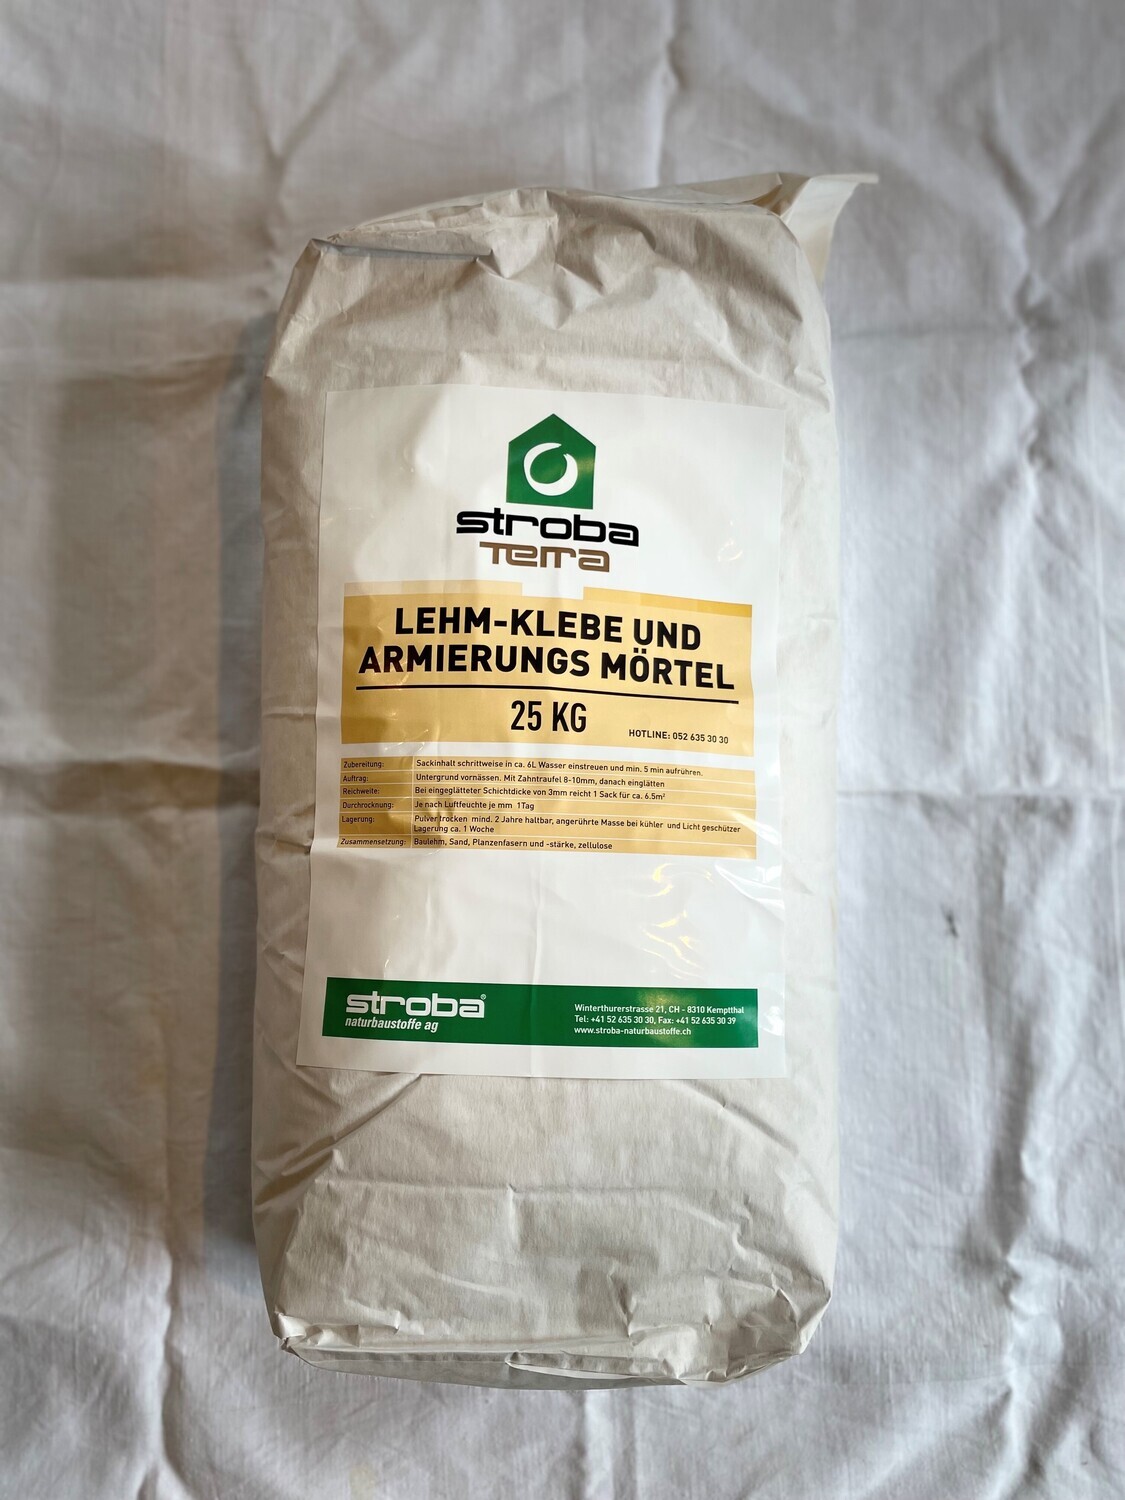 stroba
Terra
LEHM-KLEBE UND
ARMIERUNGS MÖRTEL
25 KG
HOTLINE: 052 635 30 30
Zubereitung: Sackinhalt schrittweise in ca. 6L Wasser einstreuen und min. 5 min aufrühren.
Auftrag: Untergrund vornässen. Mit Zahntraufel 8-10mm, danach einglätten
Reichweite: Bei eingeglätteter Schichtdicke von 3mm reicht 1 Sack für ca. 6.5m²
Durchrocknung: Je nach Luftfeuchte je mm 1Tag
Lagerung: Pulver trocken mind. 2 Jahre haltbar, angerührte Masse bei kühler und Licht geschützer
Lagerung ca. 1 Woche
Zusammensetzung: Baulehm, Sand, Planzenfasern und -stärke, zellulose
stroba®
naturbaustoffe ag
Winterthurerstrasse 21, CH - 8310 Kemptthal
Tel: +41 52 635 30 30, Fax: +41 52 635 30 39
www.stroba-naturbaustoffe.ch